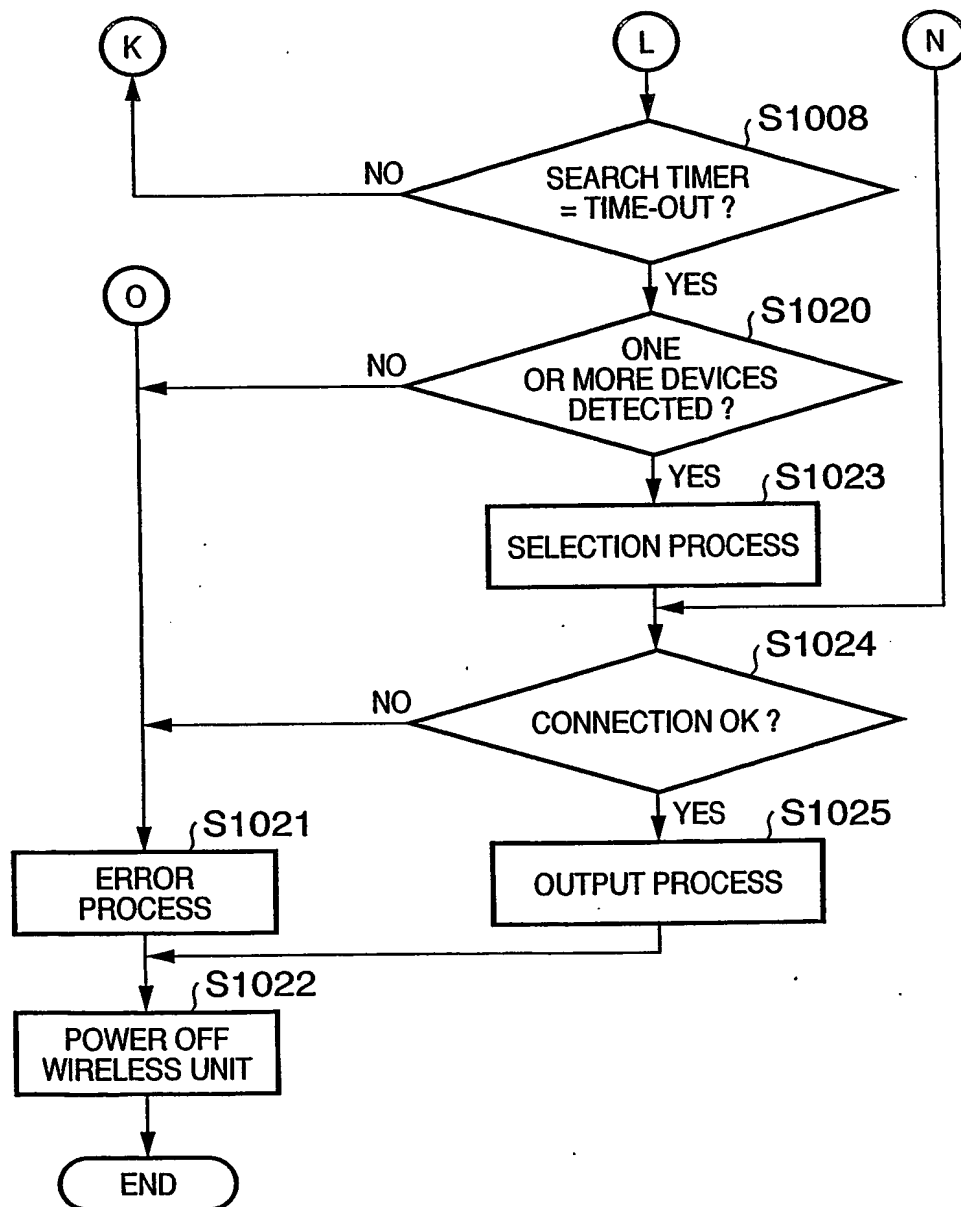 K
L
N
S1008
NO
SEARCH TIMER
= TIME-OUT ?
YES
O
S1020
NO
ONE
OR MORE DEVICES
DETECTED ?
YES
S1023
SELECTION PROCESS
S1024
NO
CONNECTION OK ?
YES
S1021
S1025
ERROR
PROCESS
OUTPUT PROCESS
S1022
POWER OFF
WIRELESS UNIT
END